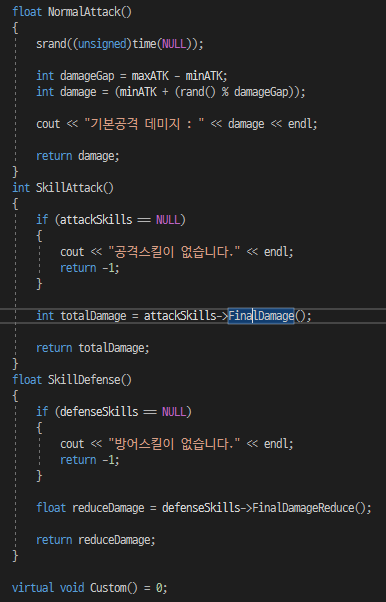 float NormalAttack()
{
srand((unsigned)time(NULL));
int damageGap = maxATK - minATK;
int damage = (minATK + (rand() % damageGap));
cout << "기본공격 데미지 : " << damage << endl;
return damage;
}
int SkillAttack()
{
if (attackSkills == NULL)
{
cout << "공격스킬이 없습니다." << endl;
return -1;
}
int totalDamage = attackSkills->FinalDamage();
return totalDamage;
}
float SkillDefense()
{
if (defenseSkills == NULL)
{
cout << "방어스킬이 없습니다." << endl;
return -1;
}
float reduceDamage = defenseSkills->FinalDamageReduce();
return reduceDamage;
}
virtual void Custom() = 0;